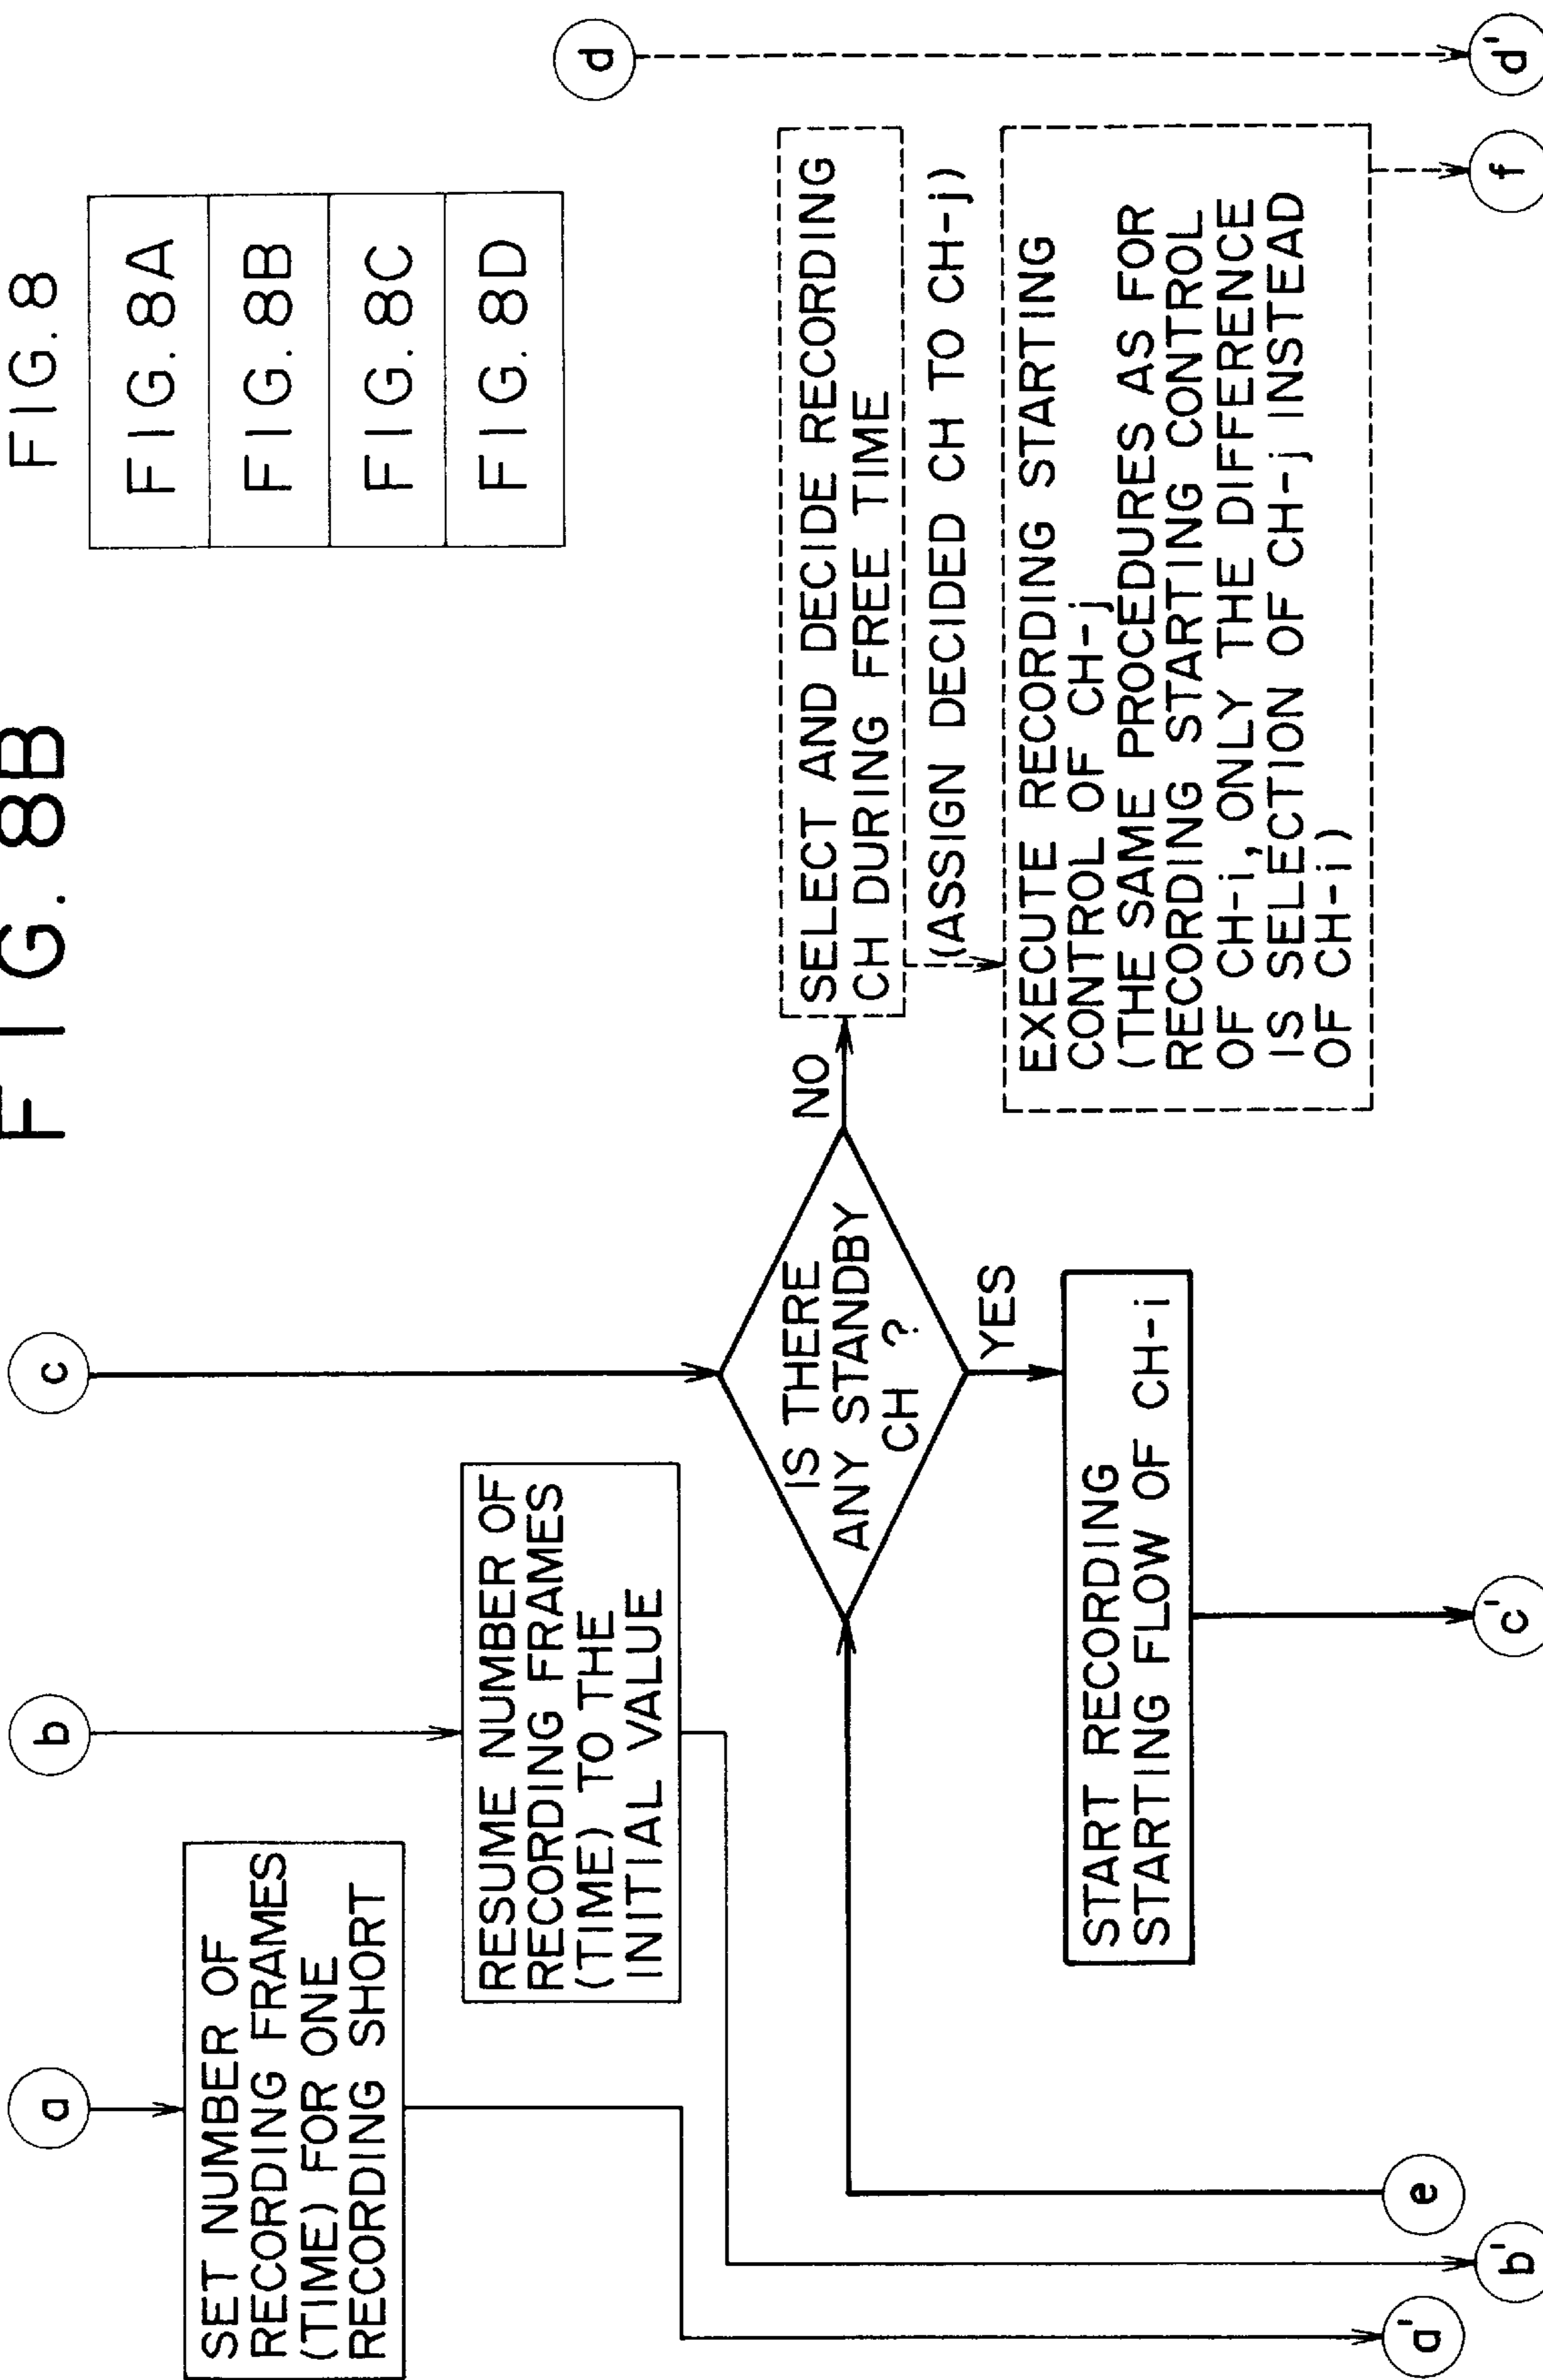 FIG. 8B
FIG. 8
FIG. 8A
FIG. 8B
FIG. 8C
FIG. 8D
a
b
c
d
SET NUMBER OF
RECORDING FRAMES
(TIME) FOR ONE
RECORDING SHORT
RESUME NUMBER OF
RECORDING FRAMES
(TIME) TO THE
INITIAL VALUE
IS THERE
ANY STANDBY
CH ?
NO
YES
SELECT AND DECIDE RECORDING
CH DURING FREE TIME
(ASSIGN DECIDED CH TO CH-j)
EXECUTE RECORDING STARTING
CONTROL OF CH-j
(THE SAME PROCEDURES AS FOR
RECORDING STARTING CONTROL
OF CH-i, ONLY THE DIFFERENCE
IS SELECTION OF CH-j INSTEAD
OF CH-i)
START RECORDING
STARTING FLOW OF CH-i
a'
b'
e
c'
f
d'